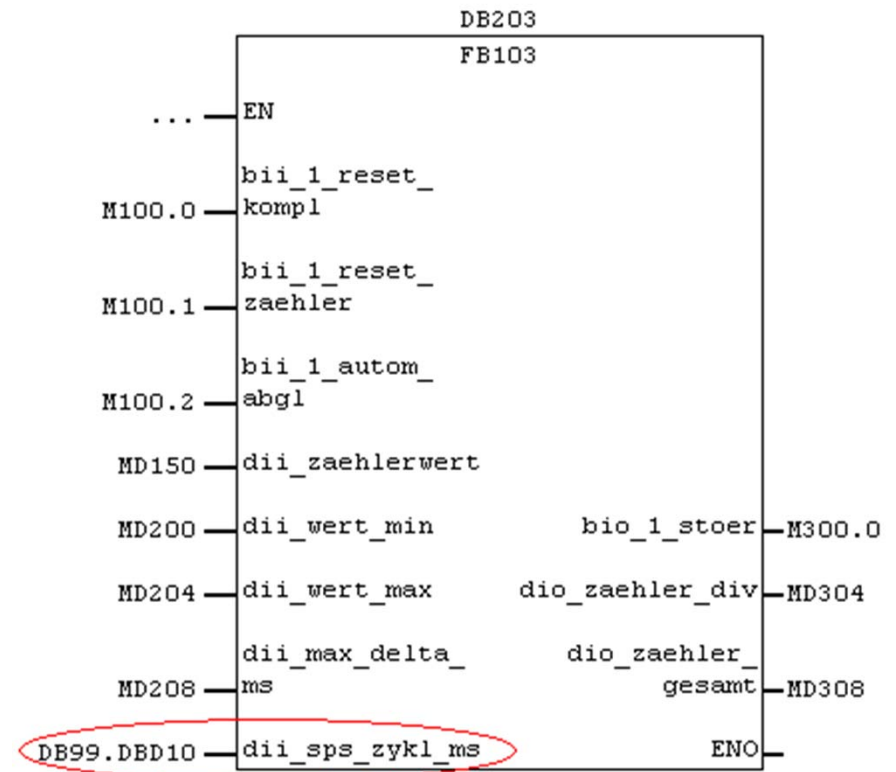 DB203
FB103
... EN
bii_1_reset_
M100.0 kompl
bii_1_reset_
M100.1 zaehler
bii_1_autom_
M100.2 abgl
MD150 dii_zaehlerwert
MD200 dii_wert_min bio_1_stoer M300.0
MD204 dii_wert_max dio_zaehler_div MD304
dii_max_delta_ dio_zaehler_
MD208 ms gesamt MD308
DB99.DBD10 dii_sps_zykl_ms ENO